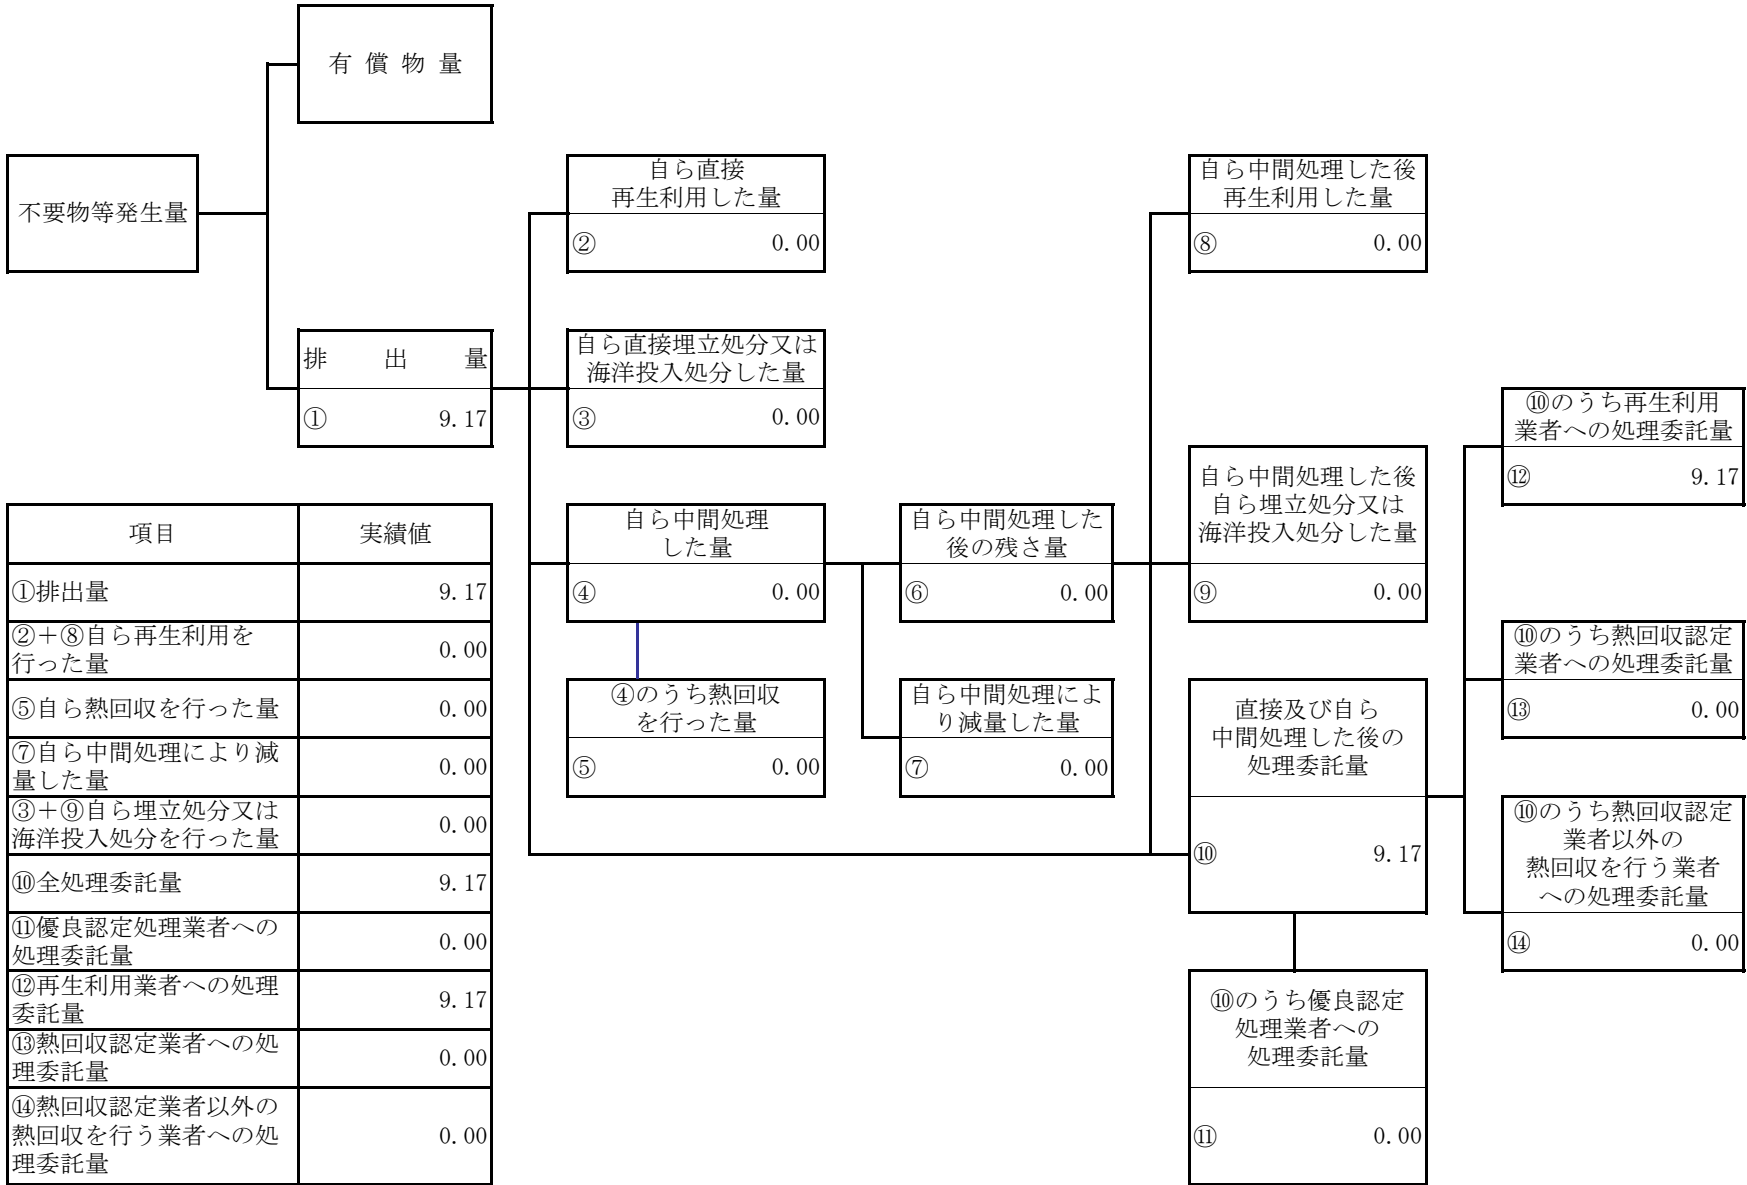 有償物量
不要物等発生量
自ら直接
再生利用した量
② 0.00
自ら中間処理した後
再生利用した量
⑧ 0.00
排出量
① 9.17
自ら直接埋立処分又は
海洋投入処分した量
③ 0.00
⑩のうち再生利用
業者への処理委託量
⑫ 9.17
自ら中間処理
した量
④ 0.00
自ら中間処理した
後の残さ量
⑥ 0.00
自ら中間処理した後
自ら埋立処分又は
海洋投入処分した量
⑨ 0.00
⑩のうち熱回収認定
業者への処理委託量
⑬ 0.00
④のうち熱回収
を行った量
⑤ 0.00
自ら中間処理によ
り減量した量
⑦ 0.00
直接及び自ら
中間処理した後の
処理委託量
⑩ 9.17
⑩のうち熱回収認定
業者以外の
熱回収を行う業者
への処理委託量
⑭ 0.00
⑩のうち優良認定
処理業者への
処理委託量
⑪ 0.00
項目 実績値
①排出量 9.17
②+⑧自ら再生利用を
行った量 0.00
⑤自ら熱回収を行った量 0.00
⑦自ら中間処理により減
量した量 0.00
③+⑨自ら埋立処分又は
海洋投入処分を行った量 0.00
⑩全処理委託量 9.17
⑪優良認定処理業者への
処理委託量 0.00
⑫再生利用業者への処理
委託量 9.17
⑬熱回収認定業者への処
理委託量 0.00
⑭熱回収認定業者以外の
熱回収を行う業者への処
理委託量 0.00